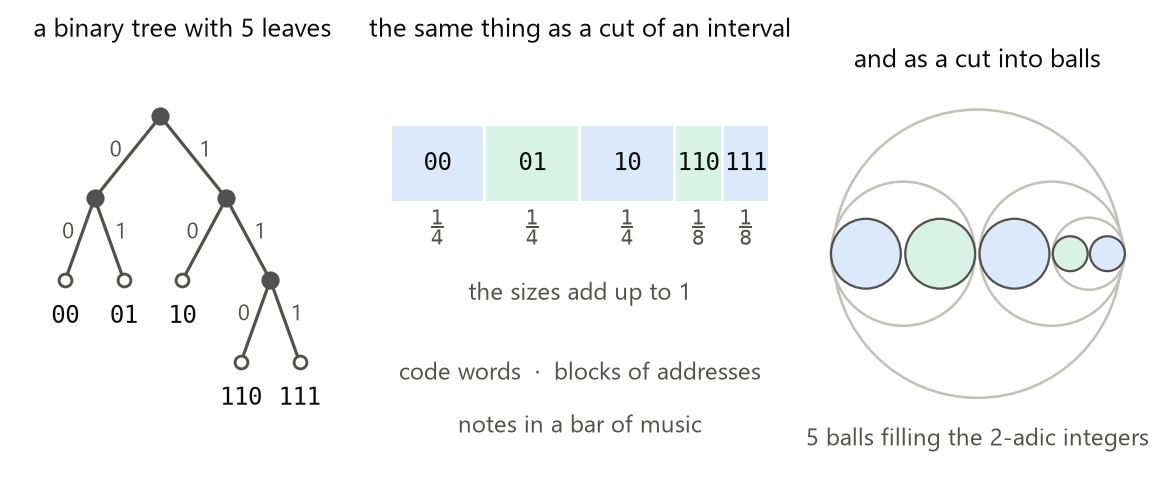 a binary tree with 5 leaves
0 1
0 1 0 1
00 01 10
0 1
110 111
the same thing as a cut of an interval
00 01 10 110 111
1/4 1/4 1/4 1/8 1/8
the sizes add up to 1
code words · blocks of addresses
notes in a bar of music
and as a cut into balls
5 balls filling the 2-adic integers